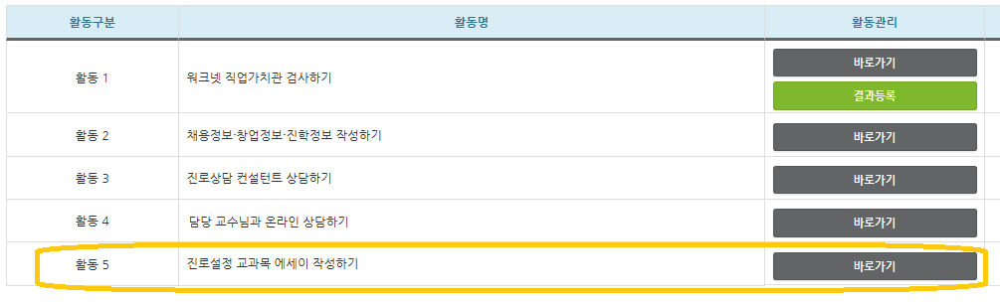 활동구분 활동명 활동관리
활동 1 워크넷 직업가치관 검사하기 바로가기
결과등록
활동 2 채용정보·창업정보·진학정보 작성하기 바로가기
활동 3 진로상담 컨설턴트 상담하기 바로가기
활동 4 담당 교수님과 온라인 상담하기 바로가기
활동 5 진로설정 교과목 에세이 작성하기 바로가기